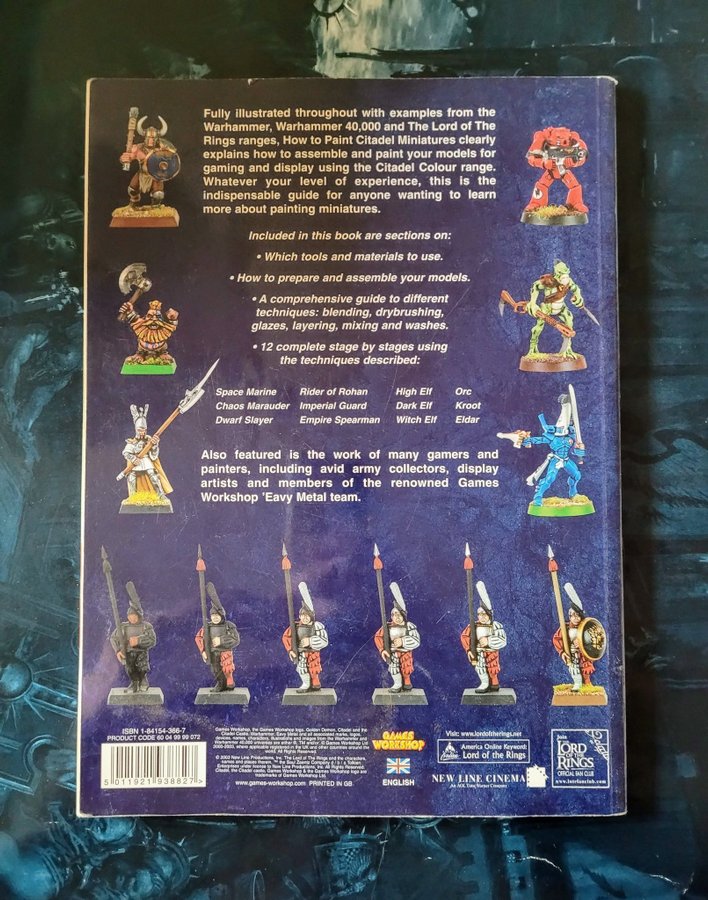 Fully illustrated throughout with examples from the
Warhammer, Warhammer 40,000 and The Lord of The
Rings ranges, How to Paint Citadel Miniatures clearly
explains how to assemble and paint your models for
gaming and display using the Citadel Colour range.
Whatever your level of experience, this is the
indispensable guide for anyone wanting to learn
more about painting miniatures.
Included in this book are sections on:
• Which tools and materials to use.
• How to prepare and assemble your models.
• A comprehensive guide to different
techniques: blending, drybrushing,
glazes, layering, mixing and washes.
• 12 complete stage by stages using
the techniques described:
Space Marine Rider of Rohan High Elf Orc
Chaos Marauder Imperial Guard Dark Elf Kroot
Dwarf Slayer Empire Spearman Witch Elf Eldar
Also featured is the work of many gamers and
painters, including avid army collectors, display
artists and members of the renowned Games
Workshop 'Eavy Metal team.
ISBN 1-84154-366-7
PRODUCT CODE 60 04 99 99 072
5 011921 938827 >
www.games-workshop.com PRINTED IN GB
GAMES
WORKSHOP
ENGLISH
Visit: www.lordoftherings.net
America Online Keyword:
Lord of the Rings
NEW LINE CINEMA
An AOL Time Warner Company
Join
THE
LORD
OF THE
RINGS
OFFICIAL FAN CLUB
www.lotrfanclub.com